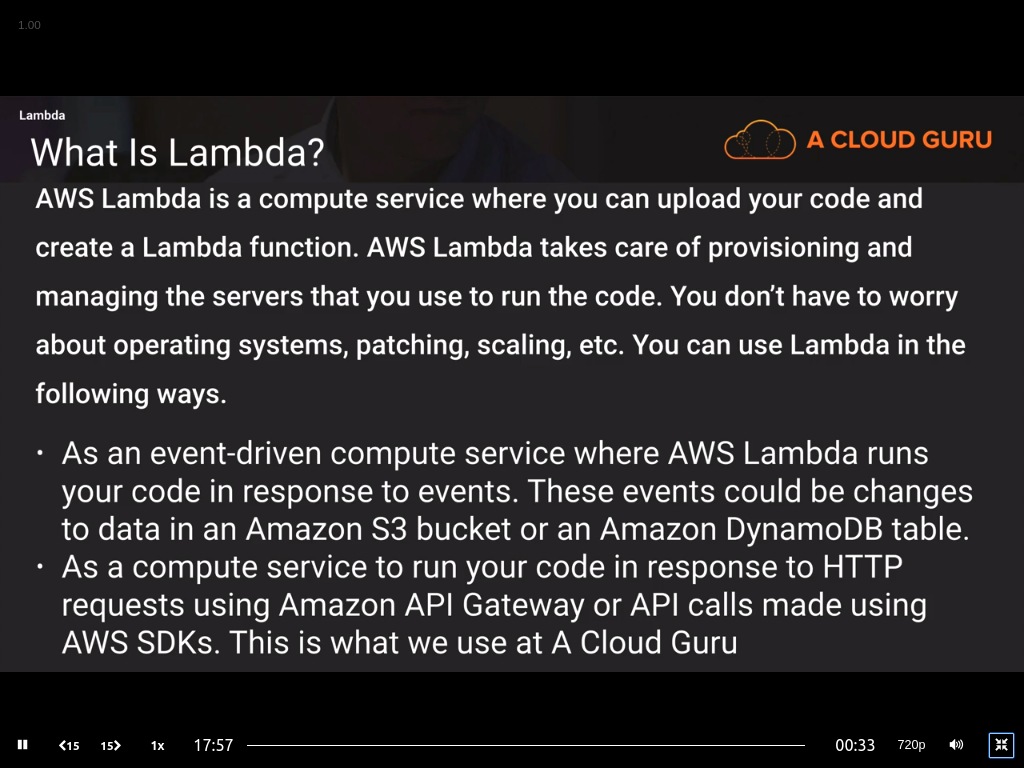 1.00
Lambda
What Is Lambda?
A CLOUD GURU
AWS Lambda is a compute service where you can upload your code and
create a Lambda function. AWS Lambda takes care of provisioning and
managing the servers that you use to run the code. You don’t have to worry
about operating systems, patching, scaling, etc. You can use Lambda in the
following ways.
• As an event-driven compute service where AWS Lambda runs
your code in response to events. These events could be changes
to data in an Amazon S3 bucket or an Amazon DynamoDB table.
• As a compute service to run your code in response to HTTP
requests using Amazon API Gateway or API calls made using
AWS SDKs. This is what we use at A Cloud Guru
15 15 1x 17:57 00:33 720p